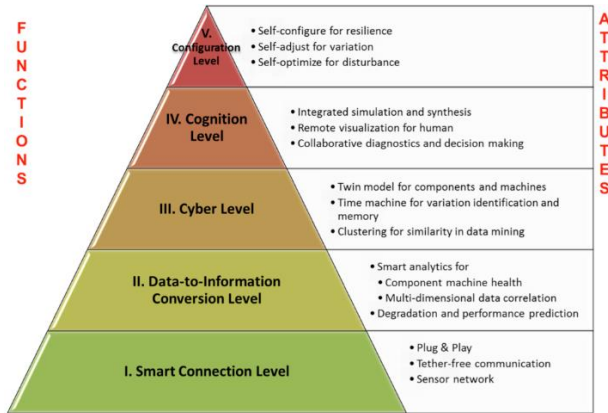 FUNCTIONS
ATTRIBUTES
V.
Configuration
Level
• Self-configure for resilience
• Self-adjust for variation
• Self-optimize for disturbance
IV. Cognition
Level
• Integrated simulation and synthesis
• Remote visualization for human
• Collaborative diagnostics and decision making
III. Cyber Level
• Twin model for components and machines
• Time machine for variation identification and
memory
• Clustering for similarity in data mining
II. Data-to-Information
Conversion Level
• Smart analytics for
• Component machine health
• Multi-dimensional data correlation
• Degradation and performance prediction
I. Smart Connection Level
• Plug & Play
• Tether-free communication
• Sensor network